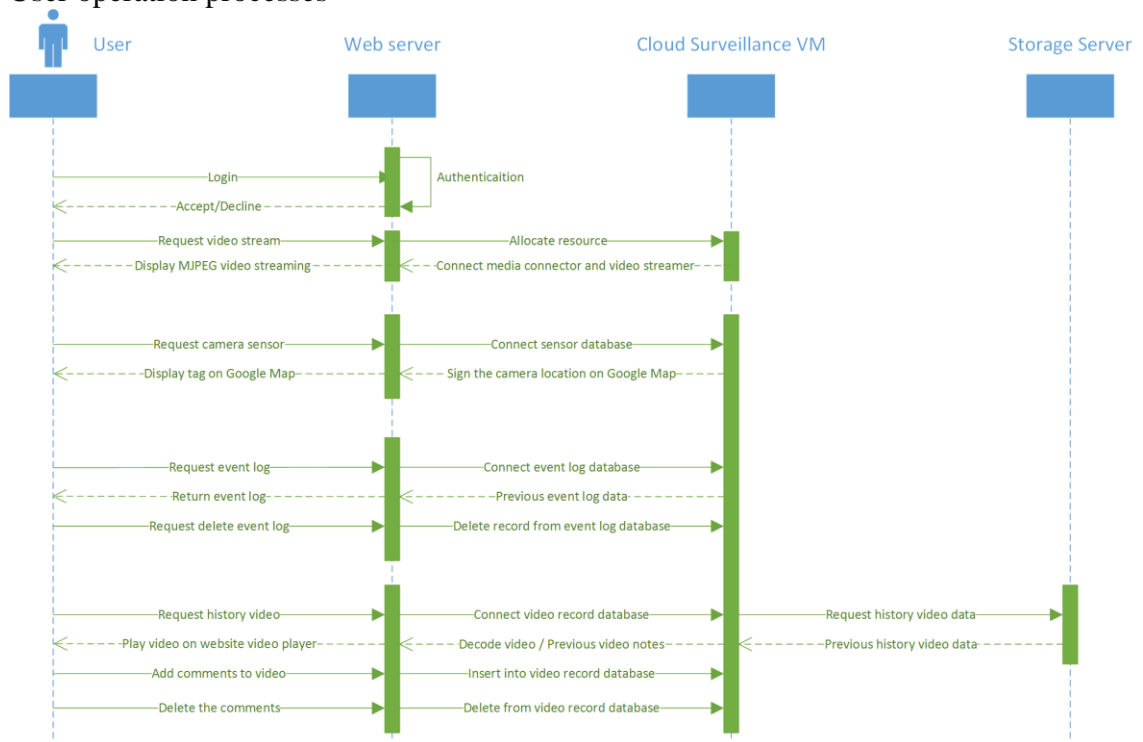 User operation processes
User
Web server
Cloud Surveillance VM
Storage Server
Login
Authenticaition
Accept/Decline
Request video stream
Allocate resource
Display MJPEG video streaming
Connect media connector and video streamer
Request camera sensor
Connect sensor database
Display tag on Google Map
Sign the camera location on Google Map
Request event log
Connect event log database
Return event log
Previous event log data
Request delete event log
Delete record from event log database
Request history video
Connect video record database
Request history video data
Play video on website video player
Decode video / Previous video notes
Previous history video data
Add comments to video
Insert into video record database
Delete the comments
Delete from video record database